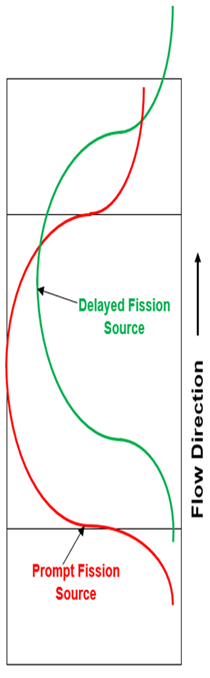 Delayed Fission
Source
Flow Direction
Prompt Fission
Source